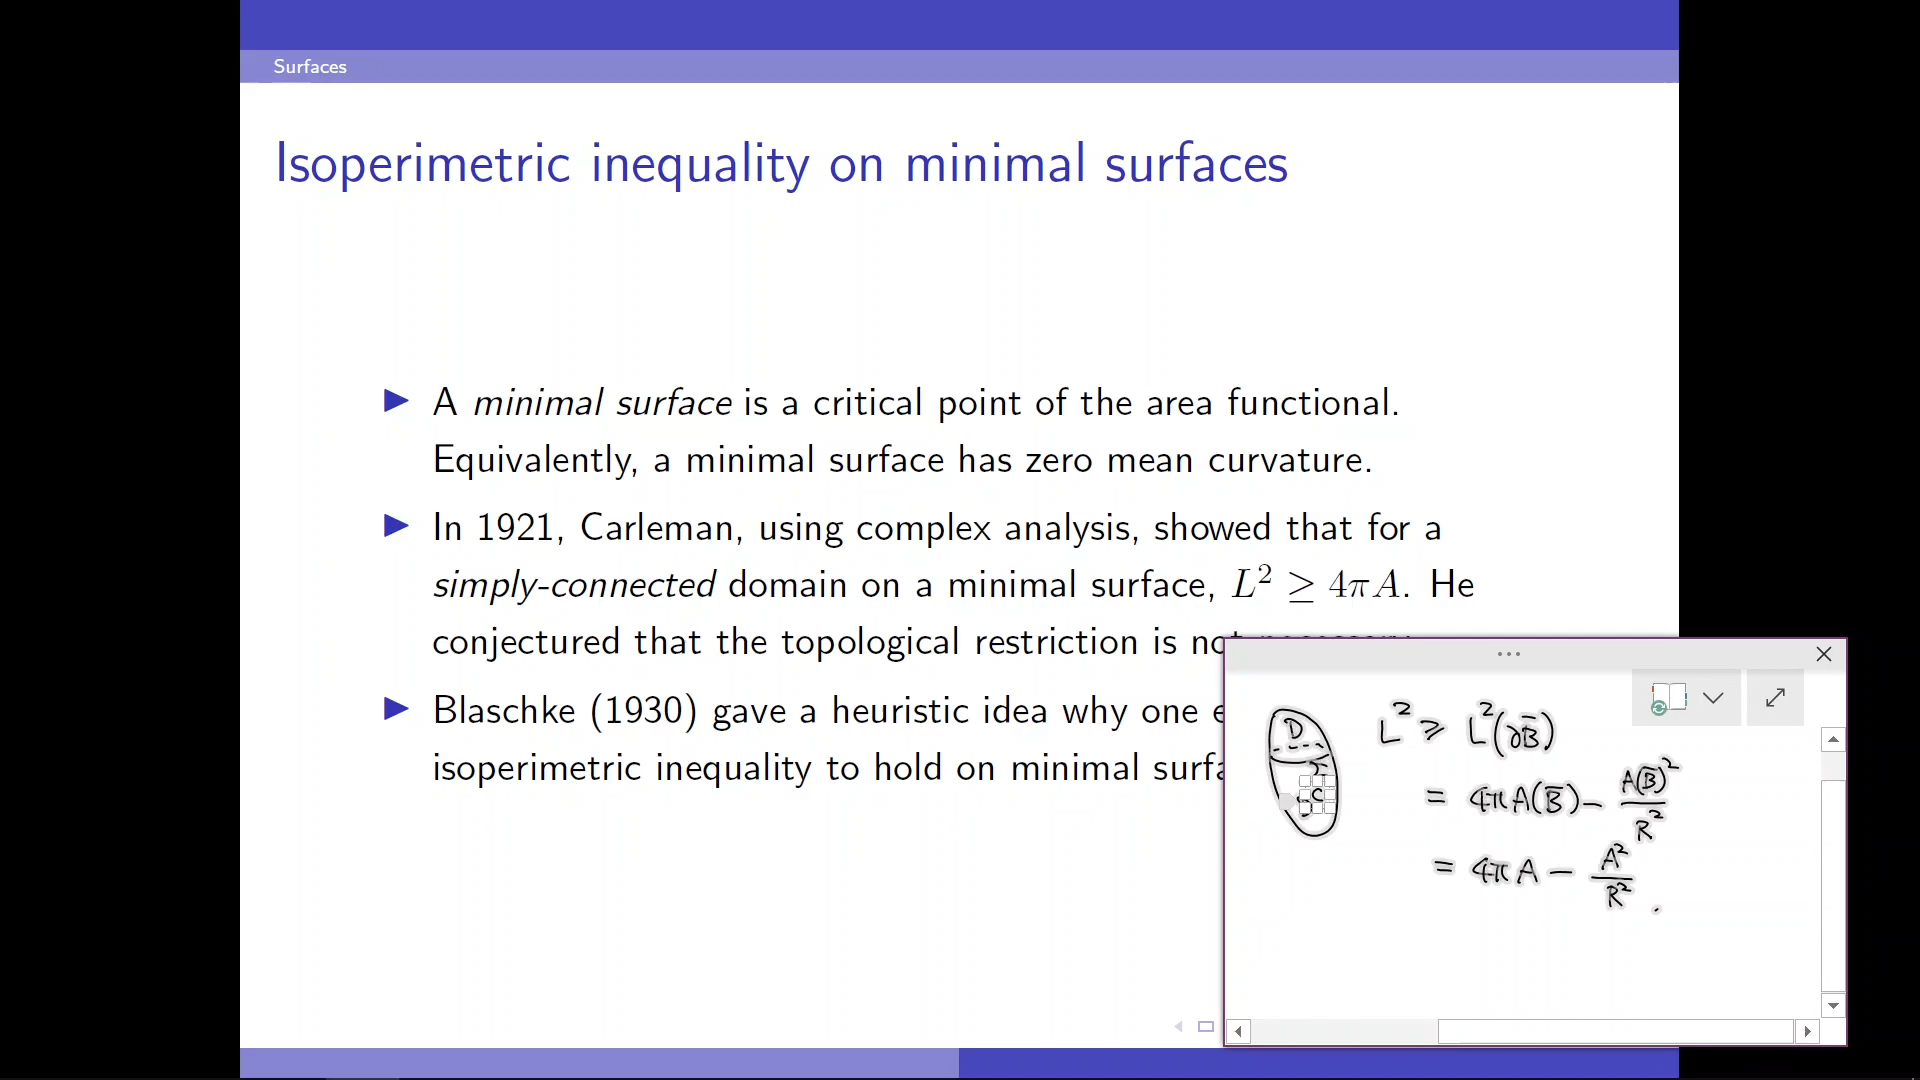 Surfaces
Isoperimetric inequality on minimal surfaces
A minimal surface is a critical point of the area functional.
Equivalently, a minimal surface has zero mean curvature.
In 1921, Carleman, using complex analysis, showed that for a
simply-connected domain on a minimal surface, L² ≥ 4πA. He
conjectured that the topological restriction is not necessary.
Blaschke (1930) gave a heuristic idea why one
isoperimetric inequality to hold on minimal
D
C
L² ≥ L²(∂B̄)
= 4πA(B̄) - A(B̄)²/R²
= 4πA - A²/R².